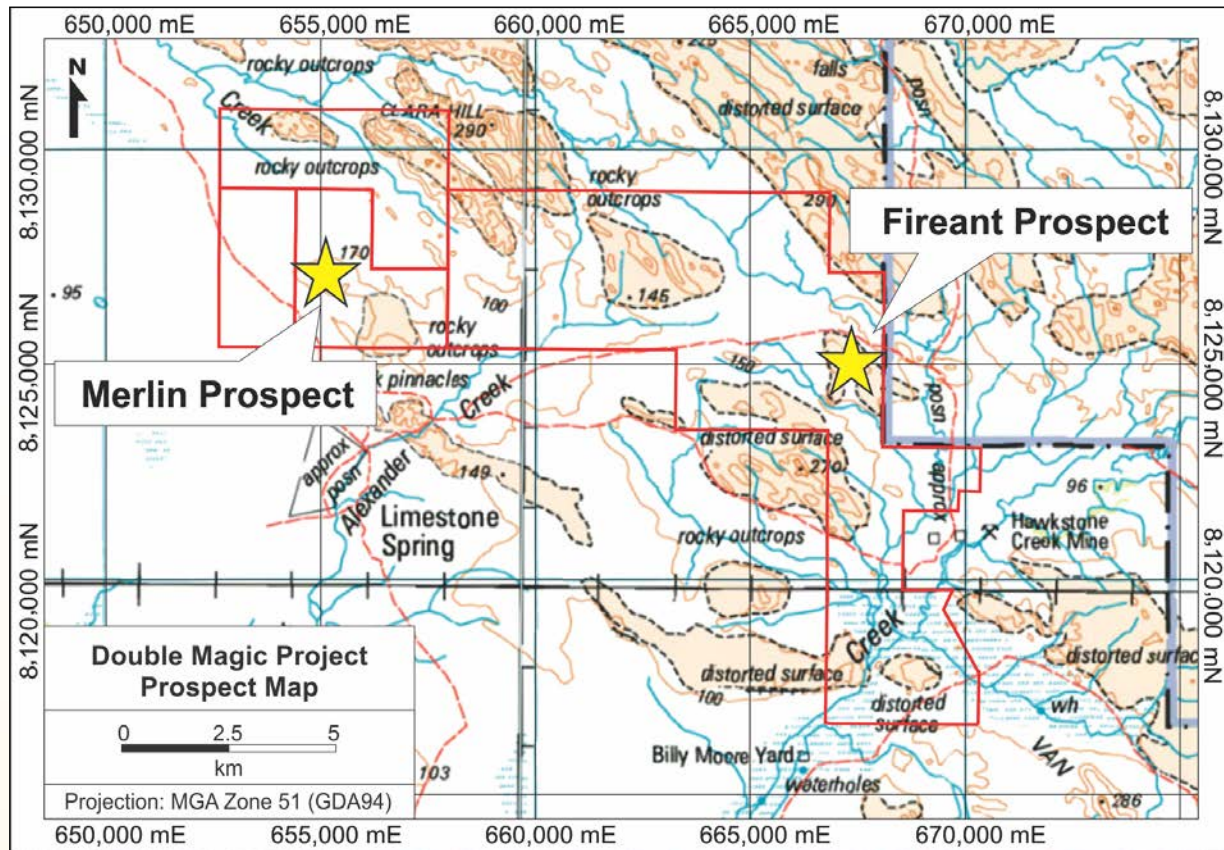 650,000 mE
655,000 mE
660,000 mE
665,000 mE
670,000 mE
N
rocky outcrops
Creek
CLARA HILL
290
falls
distorted surface
posn
8,130,000 mN
8,130,000 mN
rocky outcrops
rocky
outcrops
290
Fireant Prospect
170
95
100
146
rocky
outcrops
Merlin Prospect
150
8,125,000 mN
8,125,000 mN
pinnacles
Creek
posn
distorted surface
approx
posn
Alexander
149
270
approx
96
Limestone
Spring
rocky outcrops
Hawkstone
Creek Mine
8,120,000 mN
8,120,000 mN
Double Magic Project
Prospect Map
0 2.5 5
km
Projection: MGA Zone 51 (GDA94)
Creek
distorted surface
100
distorted
surface
distorted surfac
wh
VAN
Billy Moore Yard
waterholes
103
286
650,000 mE
655,000 mE
660,000 mE
665,000 mE
670,000 mE